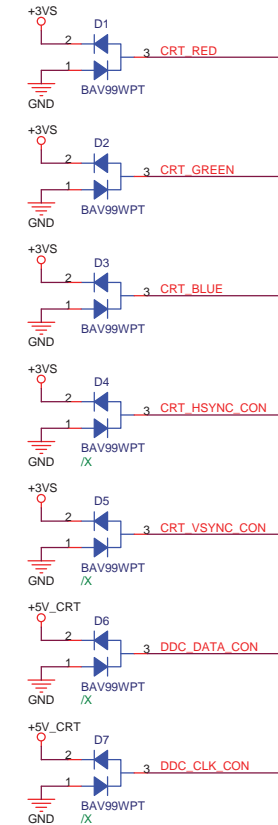 +3VS
D1
2
3 CRT_RED
1
BAV99WPT
GND
+3VS
D2
2
3 CRT_GREEN
1
BAV99WPT
GND
+3VS
D3
2
3 CRT_BLUE
1
BAV99WPT
GND
+3VS
D4
2
3 CRT_HSYNC_CON
1
BAV99WPT
GND /X
+3VS
D5
2
3 CRT_VSYNC_CON
1
BAV99WPT
GND /X
+5V_CRT
D6
2
3 DDC_DATA_CON
1
BAV99WPT
GND /X
+5V_CRT
D7
2
3 DDC_CLK_CON
1
BAV99WPT
GND /X